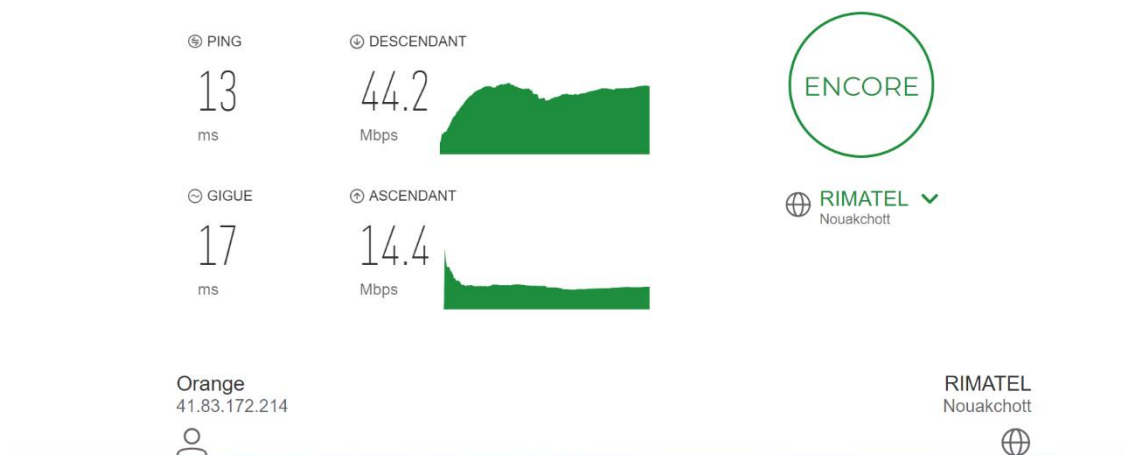 PING
13
ms
DESCENDANT
44.2
Mbps
ENCORE
GIGUE
17
ms
ASCENDANT
14.4
Mbps
RIMATEL
Nouakchott
Orange
41.83.172.214
RIMATEL
Nouakchott